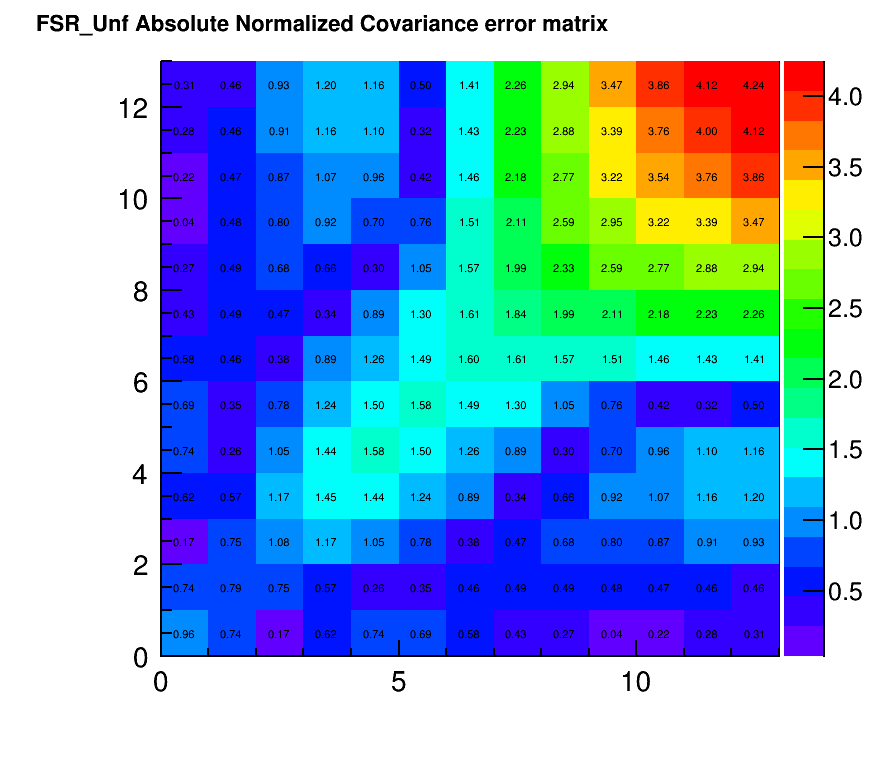 FSR_Unf Absolute Normalized Covariance error matrix
0.31 0.46 0.93 1.20 1.16 0.50 1.41 2.26 2.94 3.47 3.86 4.12 4.24
4.0
12
0.28 0.46 0.91 1.16 1.10 0.32 1.43 2.23 2.88 3.39 3.76 4.00 4.12
0.22 0.47 0.87 1.07 0.96 0.42 1.46 2.18 2.77 3.22 3.54 3.76 3.86
3.5
10
0.04 0.48 0.80 0.92 0.70 0.76 1.51 2.11 2.59 2.95 3.22 3.39 3.47
3.0
0.27 0.49 0.68 0.66 0.30 1.05 1.57 1.99 2.33 2.59 2.77 2.88 2.94
8
2.5
0.43 0.49 0.47 0.34 0.89 1.30 1.61 1.84 1.99 2.11 2.18 2.23 2.26
0.58 0.46 0.38 0.89 1.26 1.49 1.60 1.61 1.57 1.51 1.46 1.43 1.41
6
2.0
0.69 0.35 0.78 1.24 1.50 1.58 1.49 1.30 1.05 0.76 0.42 0.32 0.50
0.74 0.26 1.05 1.44 1.58 1.50 1.26 0.89 0.30 0.70 0.96 1.10 1.16
1.5
4
0.62 0.57 1.17 1.45 1.44 1.24 0.89 0.34 0.66 0.92 1.07 1.16 1.20
1.0
0.17 0.75 1.08 1.17 1.05 0.78 0.38 0.47 0.68 0.80 0.87 0.91 0.93
2
0.74 0.79 0.75 0.57 0.26 0.35 0.46 0.49 0.49 0.48 0.47 0.46 0.46
0.5
0.96 0.74 0.17 0.62 0.74 0.69 0.58 0.43 0.27 0.04 0.22 0.28 0.31
0
0 5 10